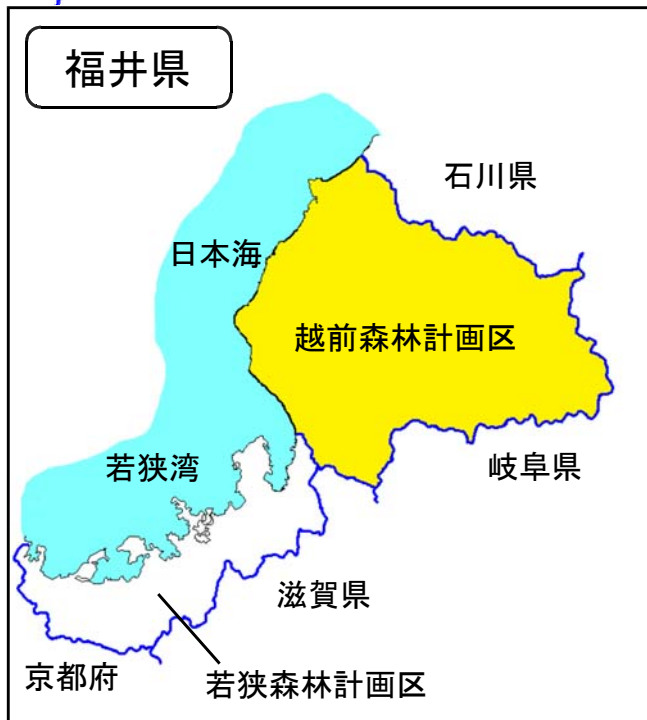 福井県
石川県
日本海
越前森林計画区
若狭湾
岐阜県
滋賀県
京都府
若狭森林計画区